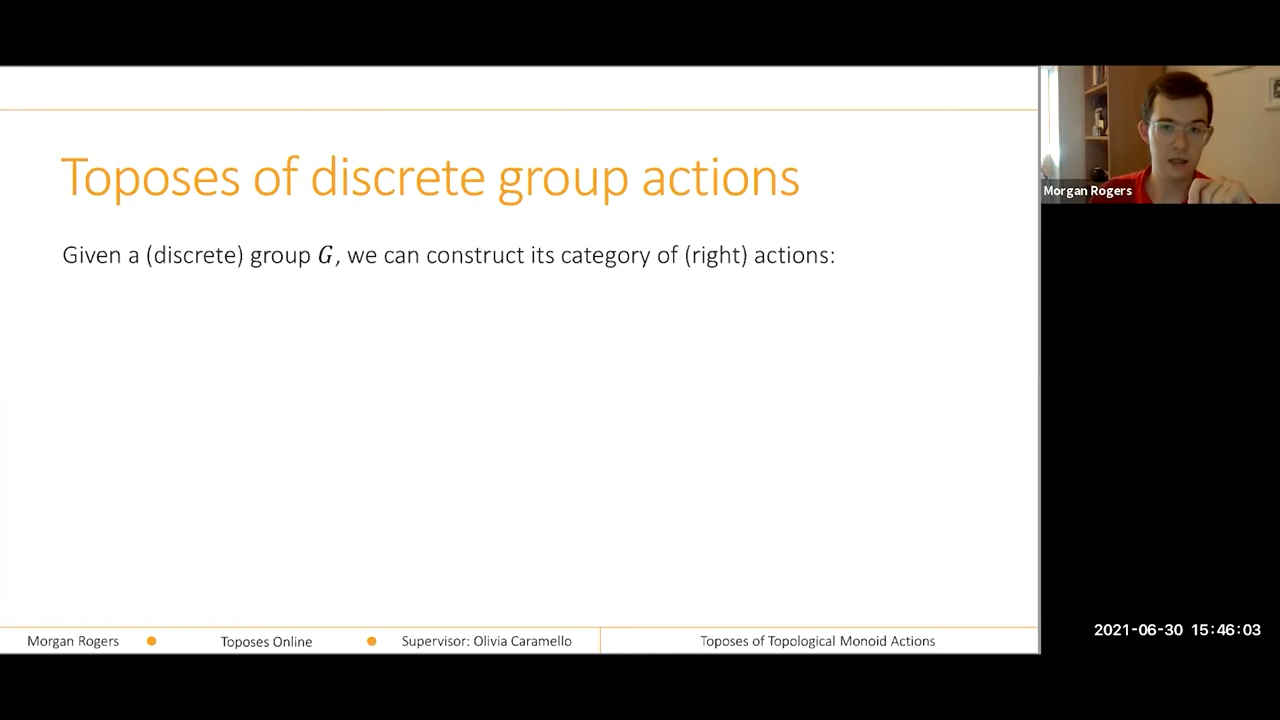 Toposes of discrete group actions
Given a (discrete) group G, we can construct its category of (right) actions:
Morgan Rogers
Morgan Rogers ● Toposes Online ● Supervisor: Olivia Caramello Toposes of Topological Monoid Actions
2021-06-30 15:46:03